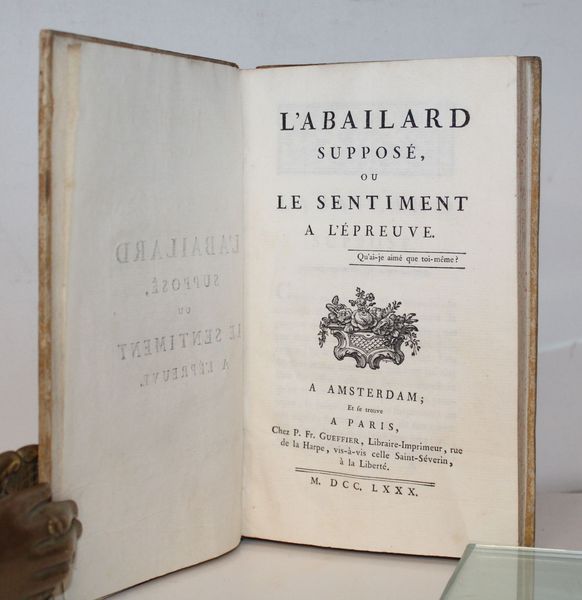 L'ABAILARD
SUPPOSÉ,
OU
LE SENTIMENT
A L'ÉPREUVE.
Qu'ai-je aimé que toi-même?
A AMSTERDAM;
Et se trouve
A PARIS,
Chez P. Fr. GUEFFIER, Libraire-Imprimeur, rue
de la Harpe, vis-à-vis celle Saint-Séverin,
à la Liberté.
M. DCC. LXXX.